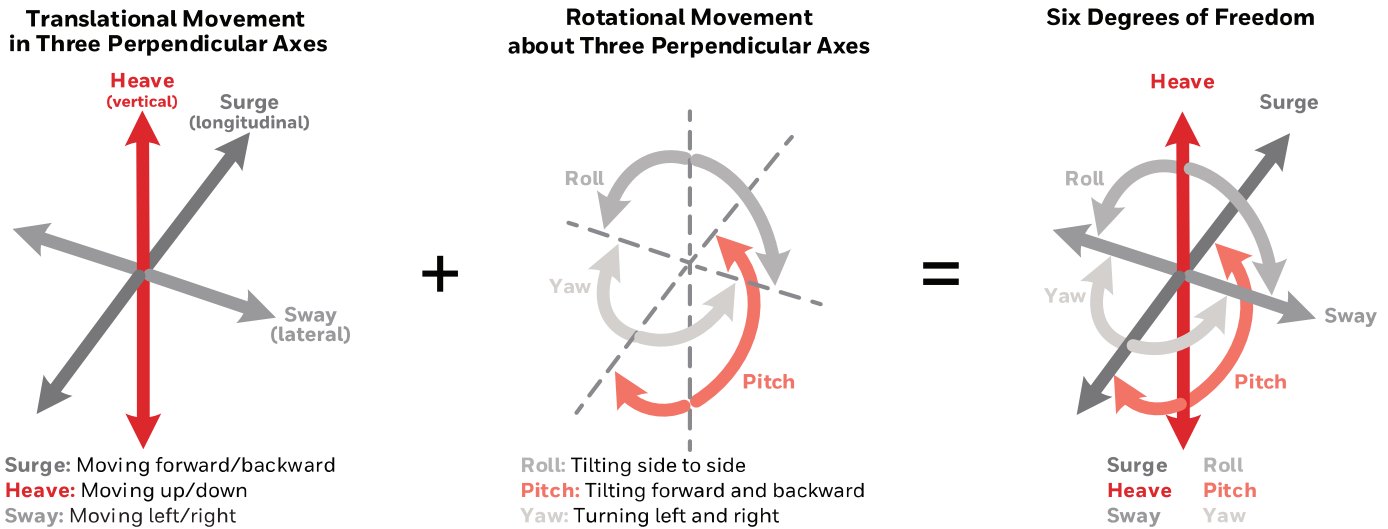 Translational Movement
in Three Perpendicular Axes
Heave
(vertical)
Surge
(longitudinal)
Sway
(lateral)
Surge: Moving forward/backward
Heave: Moving up/down
Sway: Moving left/right
+
Rotational Movement
about Three Perpendicular Axes
Roll
Yaw
Pitch
Roll: Tilting side to side
Pitch: Tilting forward and backward
Yaw: Turning left and right
=
Six Degrees of Freedom
Heave
Surge
Roll
Yaw
Sway
Pitch
Surge Roll
Heave Pitch
Sway Yaw